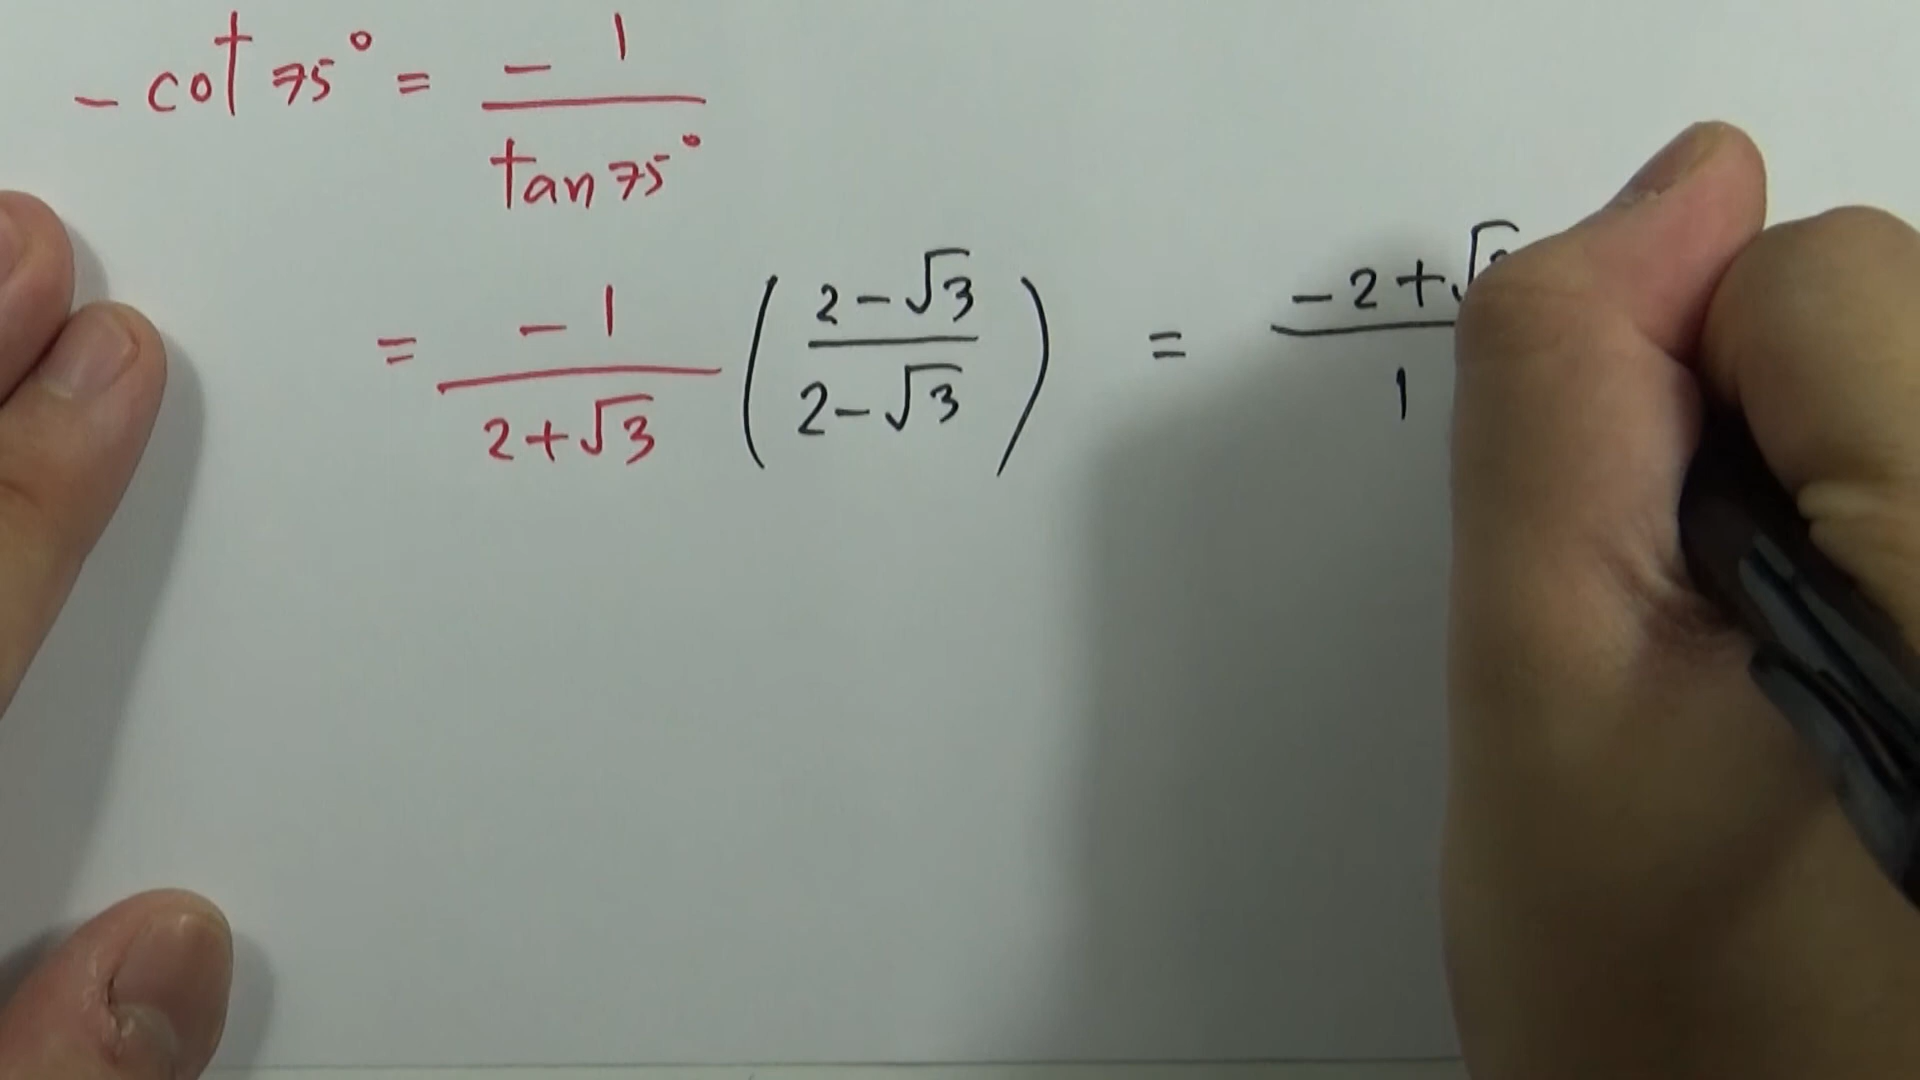 - cot 75° = - 1 / tan 75°
= - 1 / 2+√3 ( 2-√3 / 2-√3 ) = -2+√ / 1